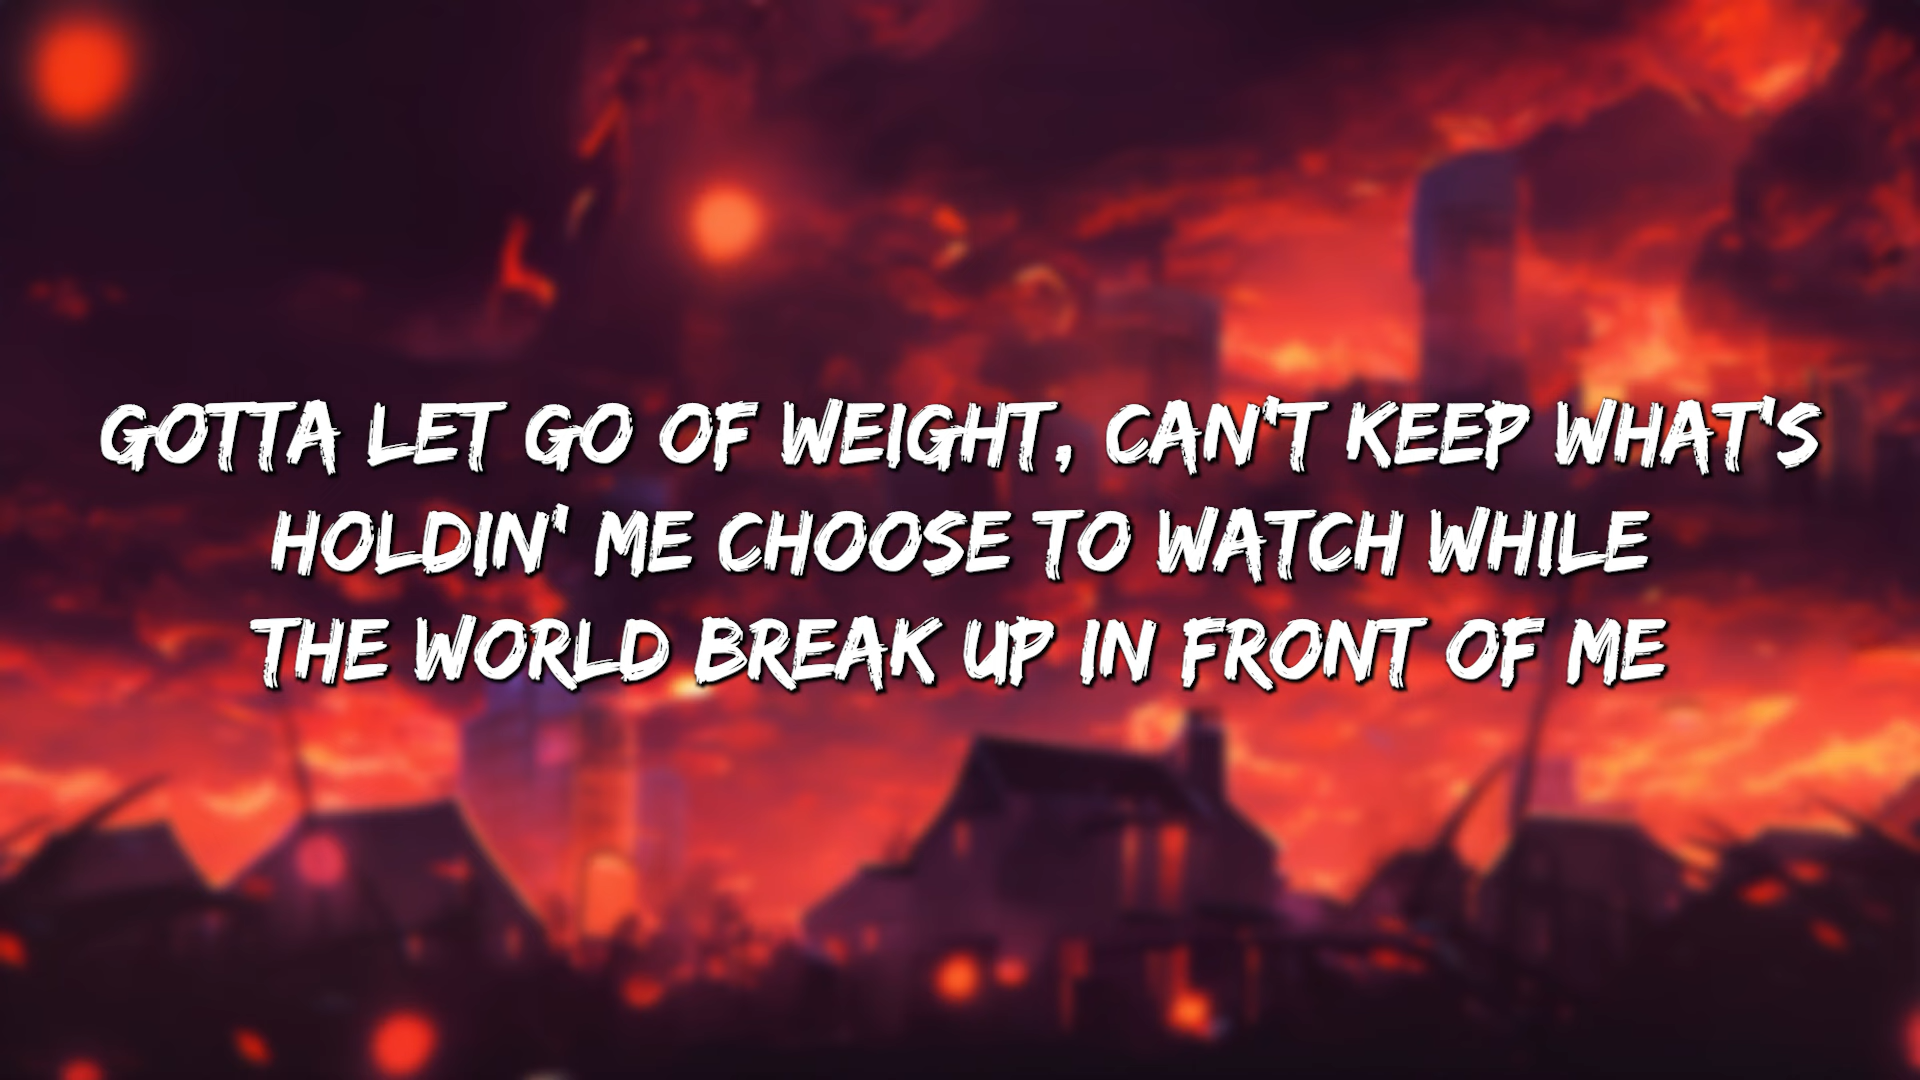 GOTTA LET GO OF WEIGHT, CAN'T KEEP WHAT'S
HOLDIN' ME CHOOSE TO WATCH WHILE
THE WORLD BREAK UP IN FRONT OF ME